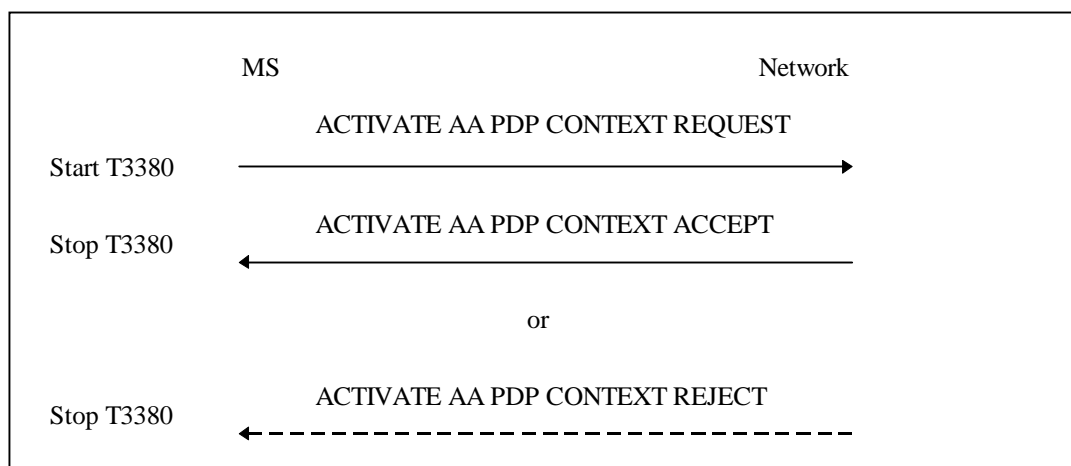 MS Network
ACTIVATE AA PDP CONTEXT REQUEST
Start T3380
ACTIVATE AA PDP CONTEXT ACCEPT
Stop T3380
or
ACTIVATE AA PDP CONTEXT REJECT
Stop T3380